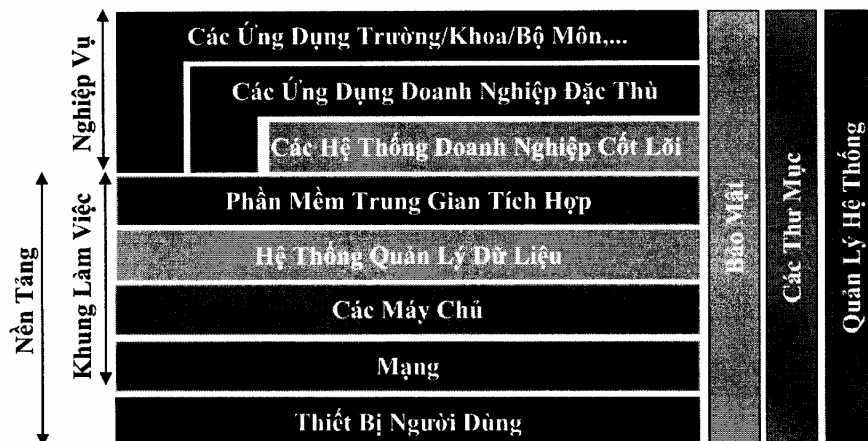 Nghiệp Vụ
Các Ứng Dụng Trường/Khoa/Bộ Môn,...
Các Ứng Dụng Doanh Nghiệp Đặc Thù
Các Hệ Thống Doanh Nghiệp Cốt Lõi
Nền Tảng
Khung Làm Việc
Phần Mềm Trung Gian Tích Hợp
Hệ Thống Quản Lý Dữ Liệu
Các Máy Chủ
Mạng
Thiết Bị Người Dùng
Bảo Mật
Các Thư Mục
Quản Lý Hệ Thống